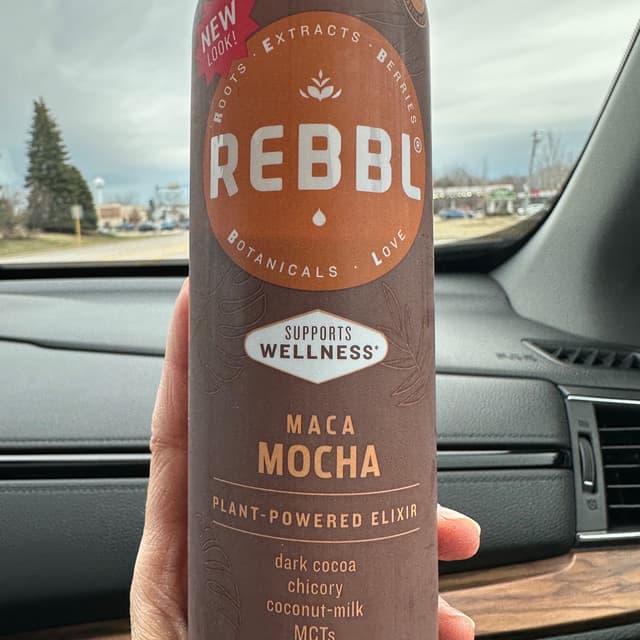 NEW
LOOK!
ROOTS · EXTRACTS · BERRIES
REBBL®
BOTANICALS · LOVE
SUPPORTS
WELLNESS*
MACA
MOCHA
PLANT-POWERED ELIXIR
dark cocoa
chicory
coconut-milk
MCTs